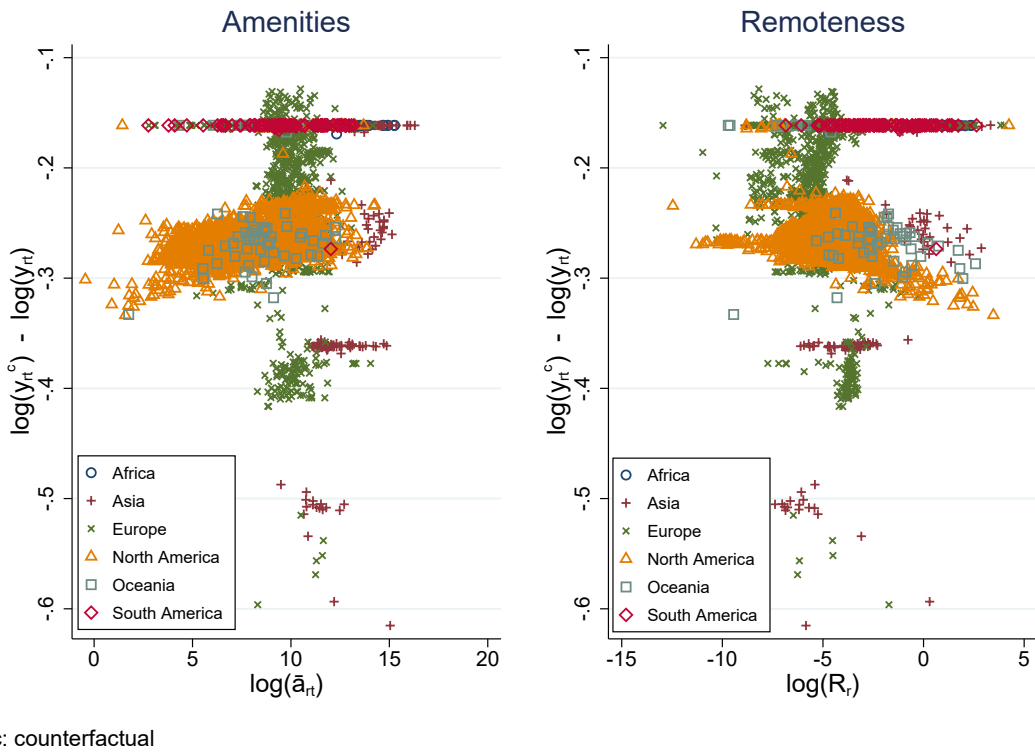 Amenities
Remoteness
-.1
-.2
-.3
-.4
-.5
-.6
log(y_rt^c) - log(y_rt)
Africa
Asia
Europe
North America
Oceania
South America
0 5 10 15 20
log(ā_rt)
-.1
-.2
-.3
-.4
-.5
-.6
log(y_rt^c) - log(y_rt)
Africa
Asia
Europe
North America
Oceania
South America
-15 -10 -5 0 5
log(R_r)
c: counterfactual